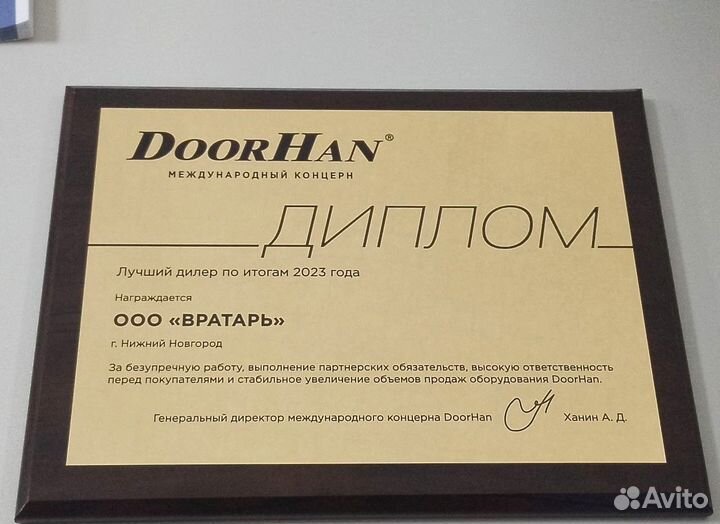 DOORHAN®
МЕЖДУНАРОДНЫЙ КОНЦЕРН
ДИПЛОМ
Лучший дилер по итогам 2023 года
Награждается
ООО «ВРАТАРЬ»
г. Нижний Новгород
За безупречную работу, выполнение партнерских обязательств, высокую ответственность
перед покупателями и стабильное увеличение объемов продаж оборудования DoorHan.
Генеральный директор международного концерна DoorHan Ханин А. Д.
Avito